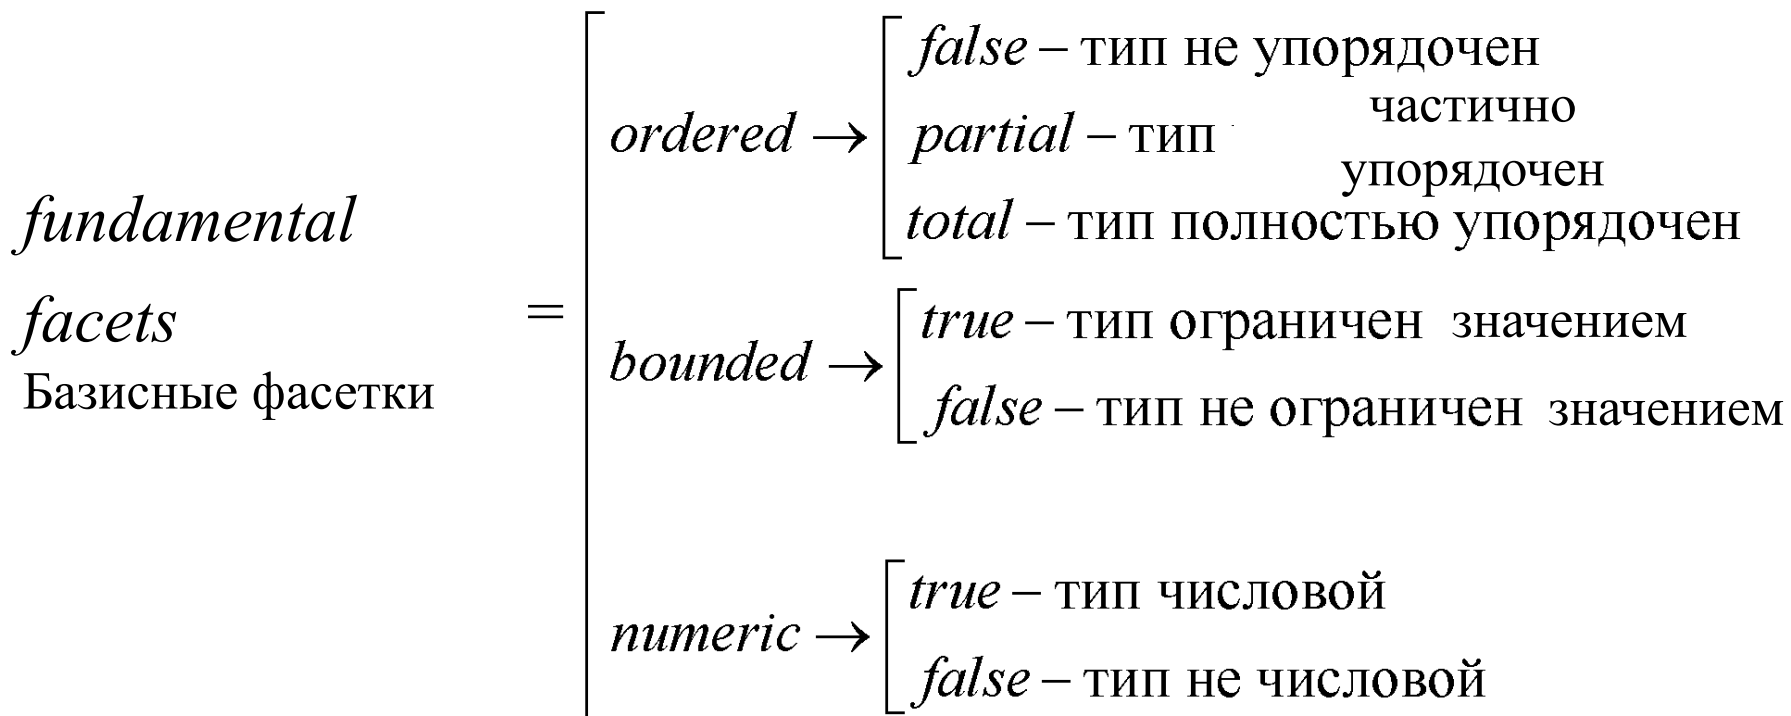 fundamental
facets
Базисные фасетки
=
ordered →
false – тип не упорядочен
partial – тип частично
упорядочен
total – тип полностью упорядочен
bounded →
true – тип ограничен значением
false – тип не ограничен значением
numeric →
true – тип числовой
false – тип не числовой